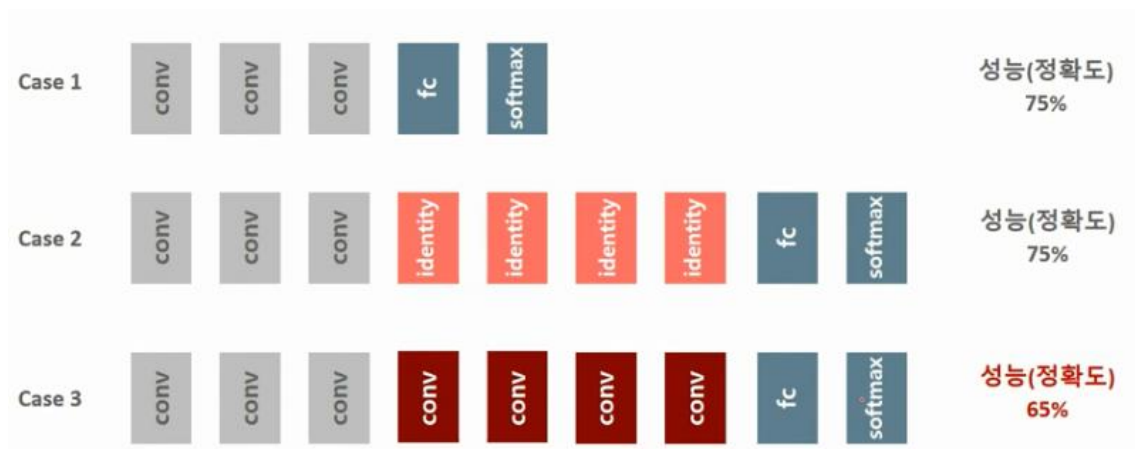 Case 1
conv
conv
conv
fc
softmax
성능(정확도)
75%
Case 2
conv
conv
conv
identity
identity
identity
identity
fc
softmax
성능(정확도)
75%
Case 3
conv
conv
conv
conv
conv
conv
conv
fc
softmax
성능(정확도)
65%